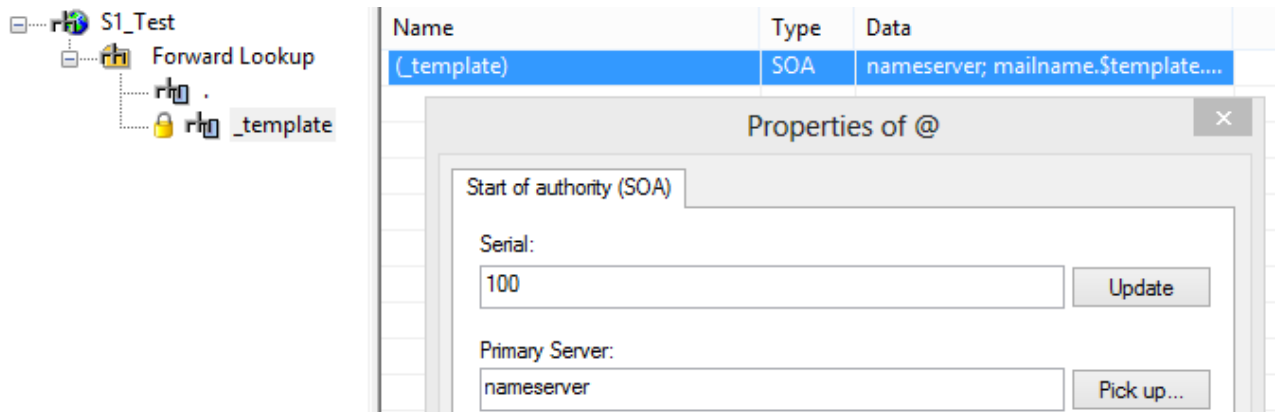 S1_Test
Forward Lookup
.
_template
Name Type Data
(_template) SOA nameserver; mailname.$template....
Properties of @
Start of authority (SOA)
Serial:
100 Update
Primary Server:
nameserver Pick up...